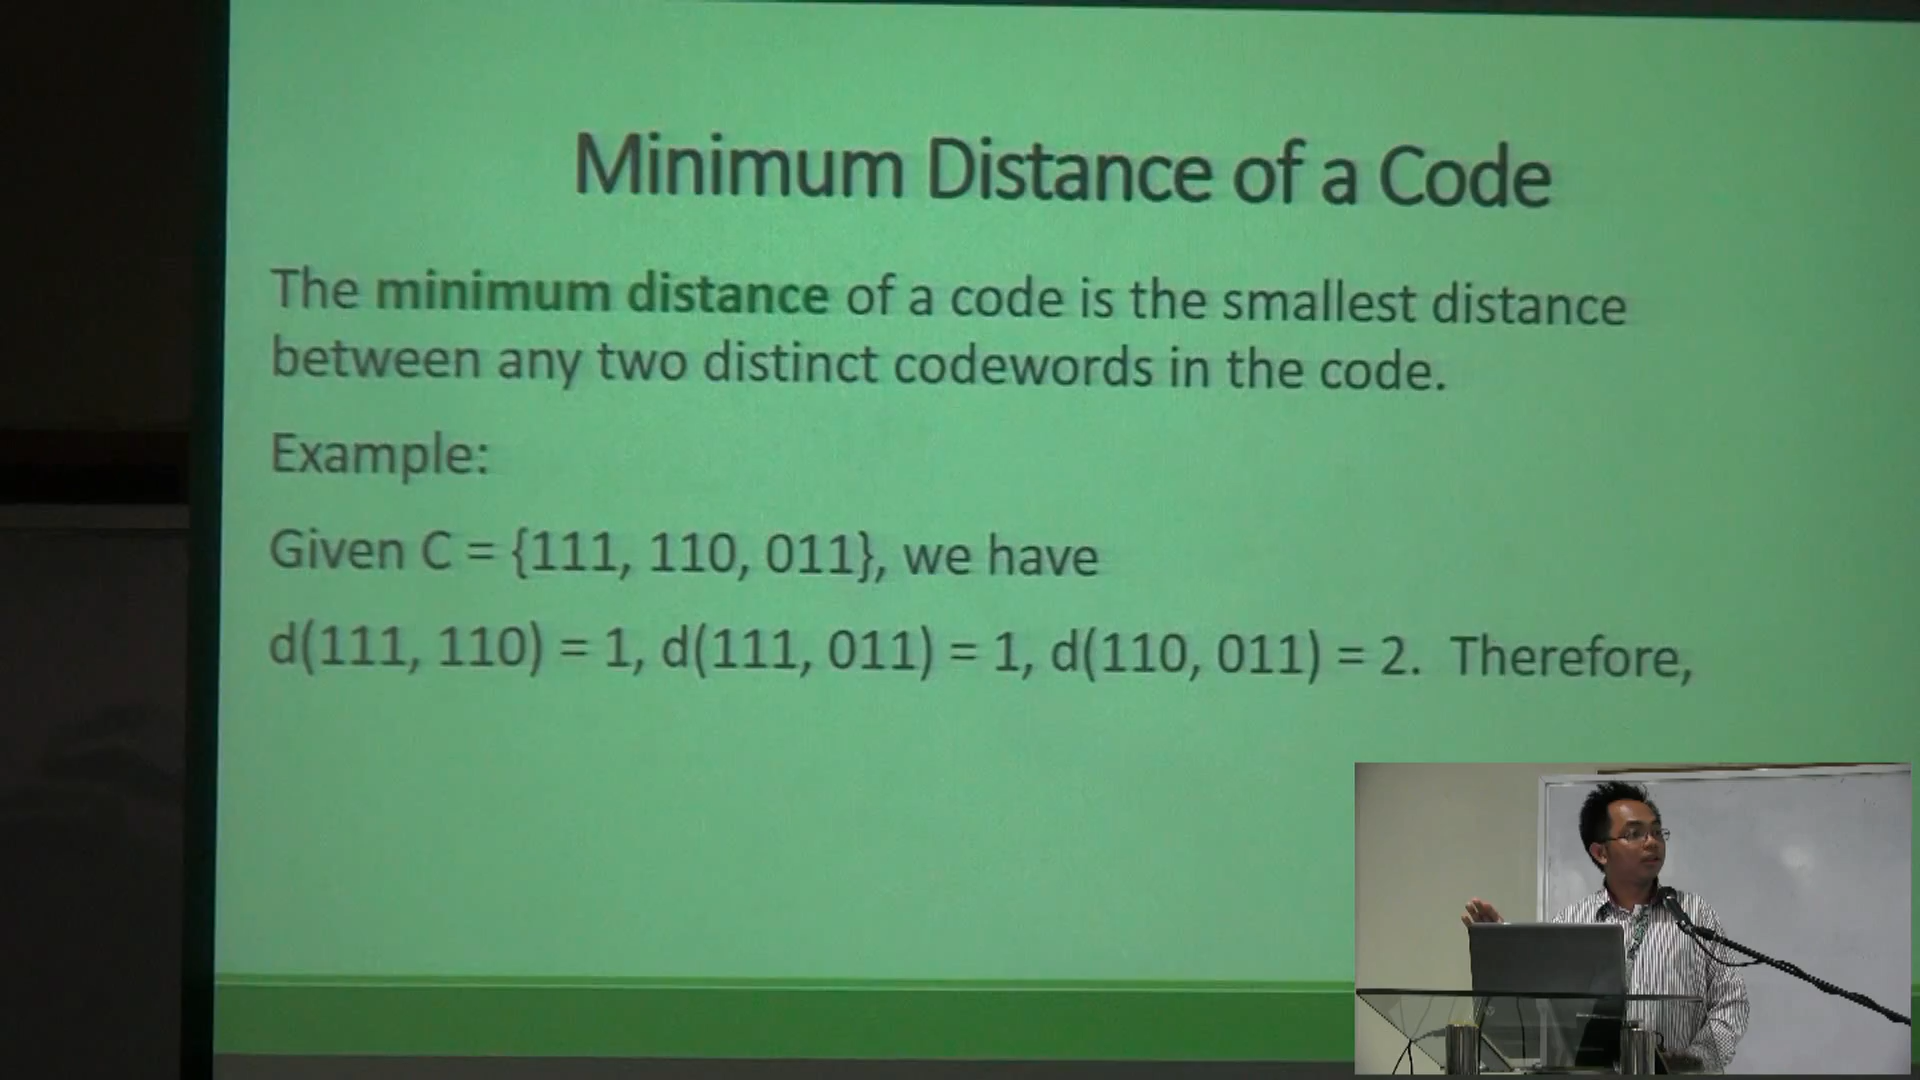 Minimum Distance of a Code
The minimum distance of a code is the smallest distance
between any two distinct codewords in the code.
Example:
Given C = {111, 110, 011}, we have
d(111, 110) = 1, d(111, 011) = 1, d(110, 011) = 2. Therefore,